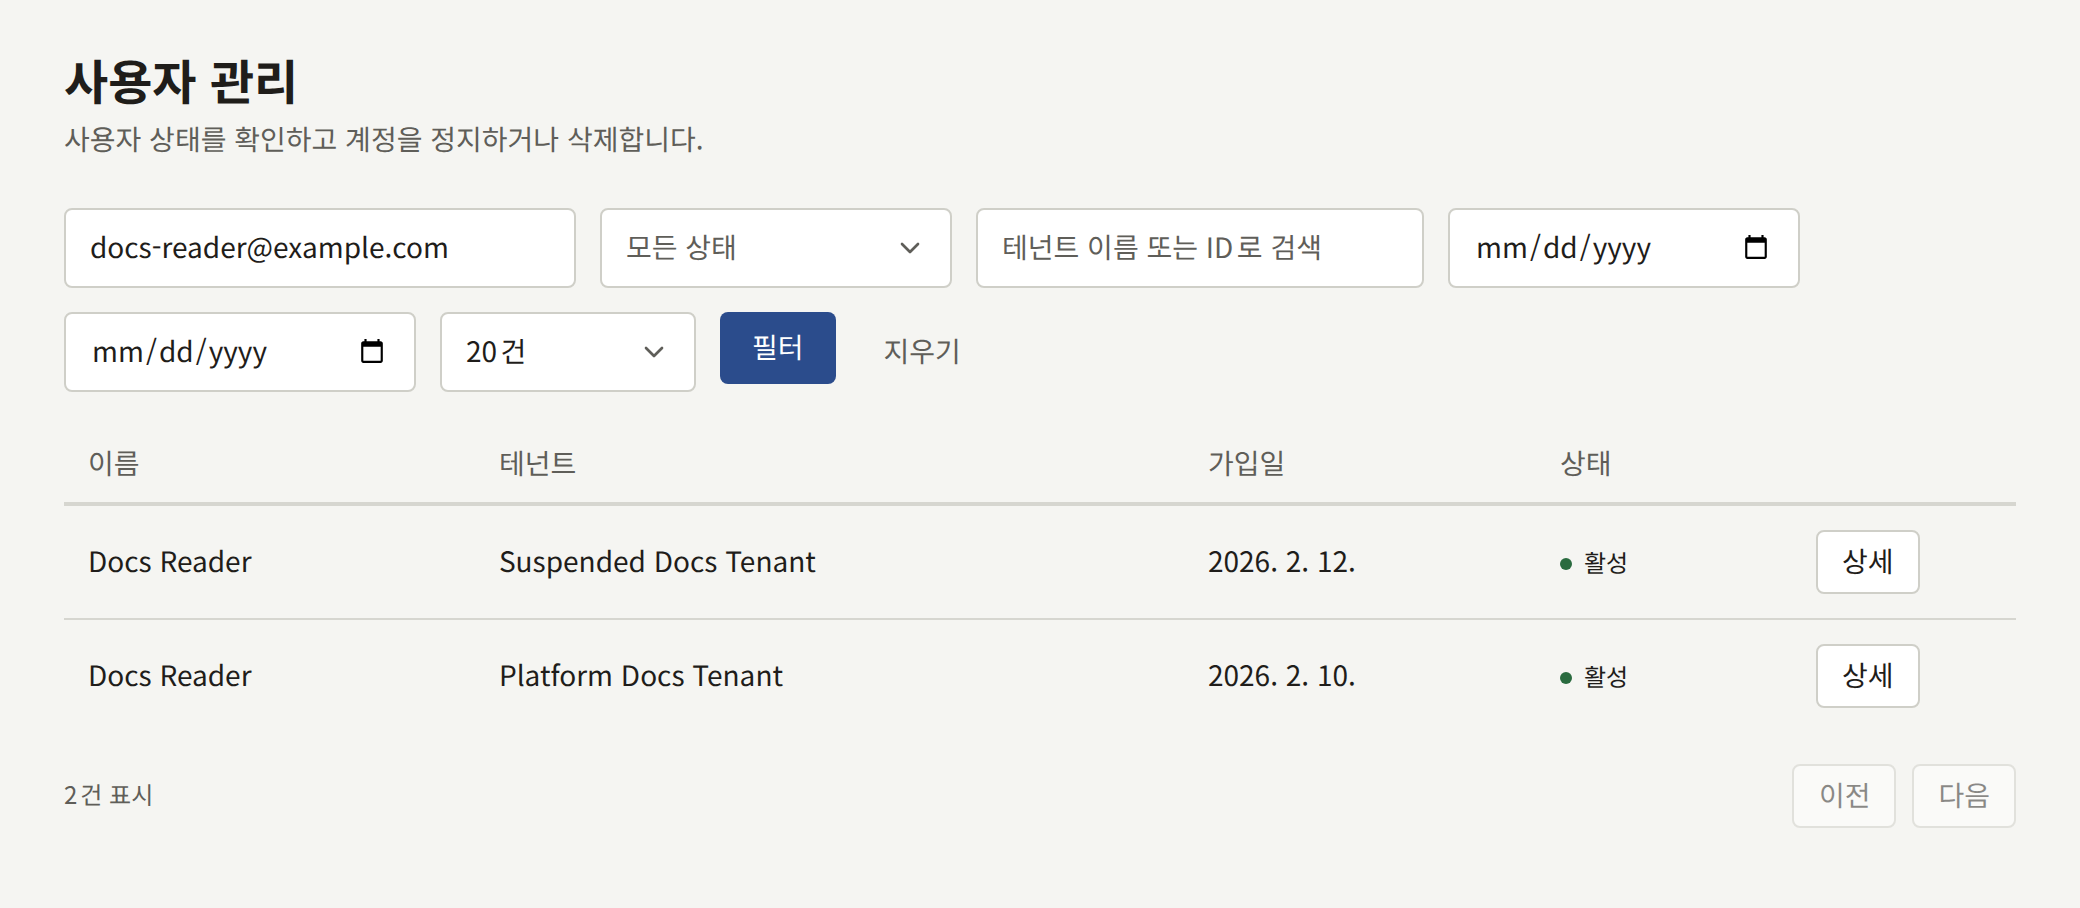 사용자 관리
사용자 상태를 확인하고 계정을 정지하거나 삭제합니다.
docs-reader@example.com 모든 상태 테넌트 이름 또는 ID로 검색 mm/dd/yyyy
mm/dd/yyyy 20건 필터 지우기
이름 테넌트 가입일 상태
Docs Reader Suspended Docs Tenant 2026. 2. 12. 활성 상세
Docs Reader Platform Docs Tenant 2026. 2. 10. 활성 상세
2건 표시 이전 다음